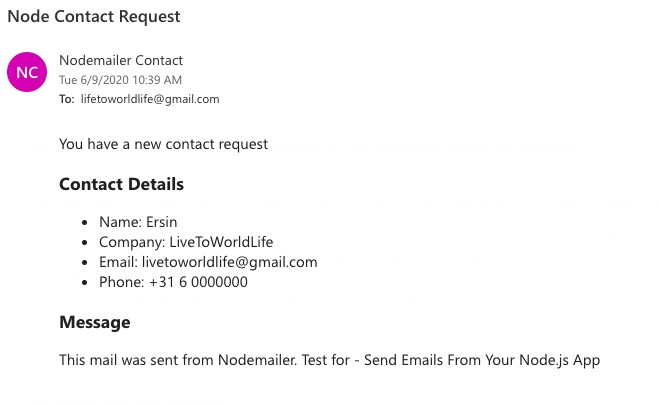 Node Contact Request
NC
Nodemailer Contact
Tue 6/9/2020 10:39 AM
To: lifetoworldlife@gmail.com
You have a new contact request
Contact Details
• Name: Ersin
• Company: LiveToWorldLife
• Email: livetoworldlife@gmail.com
• Phone: +31 6 0000000
Message
This mail was sent from Nodemailer. Test for - Send Emails From Your Node.js App